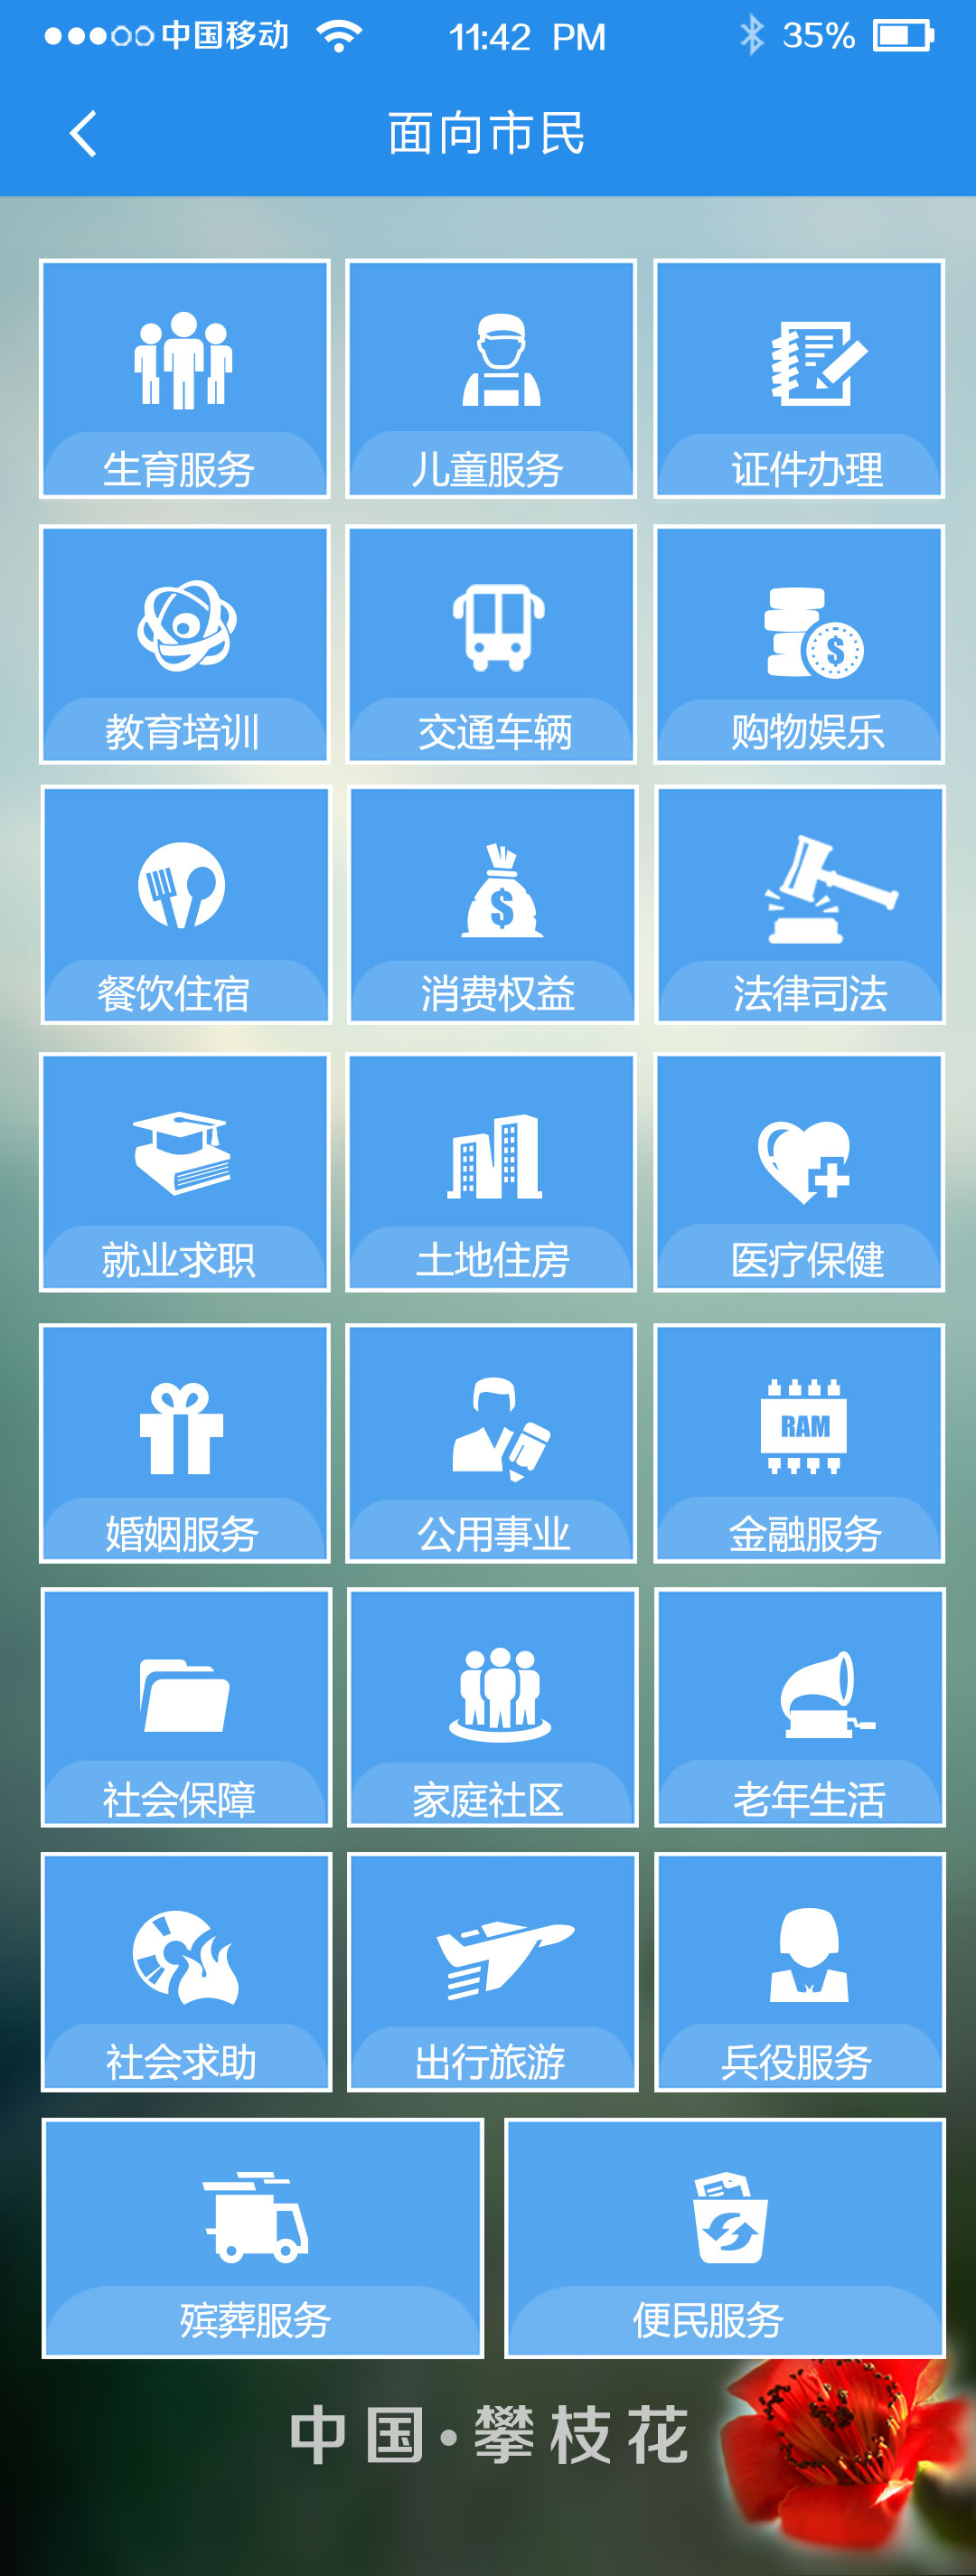 中国移动 11:42 PM 35%
面向市民
生育服务 儿童服务 证件办理
教育培训 交通车辆 购物娱乐
$
餐饮住宿 消费权益 法律司法
$
就业求职 土地住房 医疗保健
RAM
婚姻服务 公用事业 金融服务
社会保障 家庭社区 老年生活
社会求助 出行旅游 兵役服务
殡葬服务 便民服务
中国·攀枝花